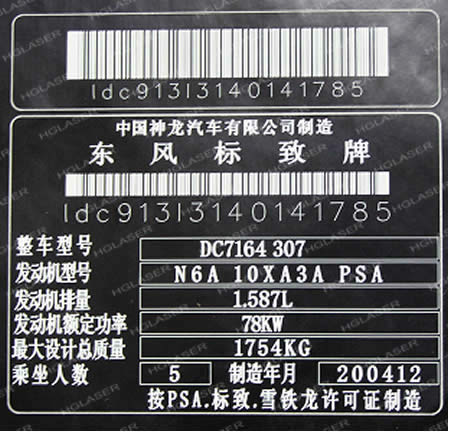 ldc913l3140141785
中国神龙汽车有限公司制造
东风标致牌
ldc913l3140141785
整车型号 DC7164 307
发动机型号 N6A 10XA3A PSA
发动机排量 1.587L
发动机额定功率 78KW
最大设计总质量 1754KG
乘坐人数 5 制造年月 200412
按PSA.标致.雪铁龙许可证制造
HGLASER